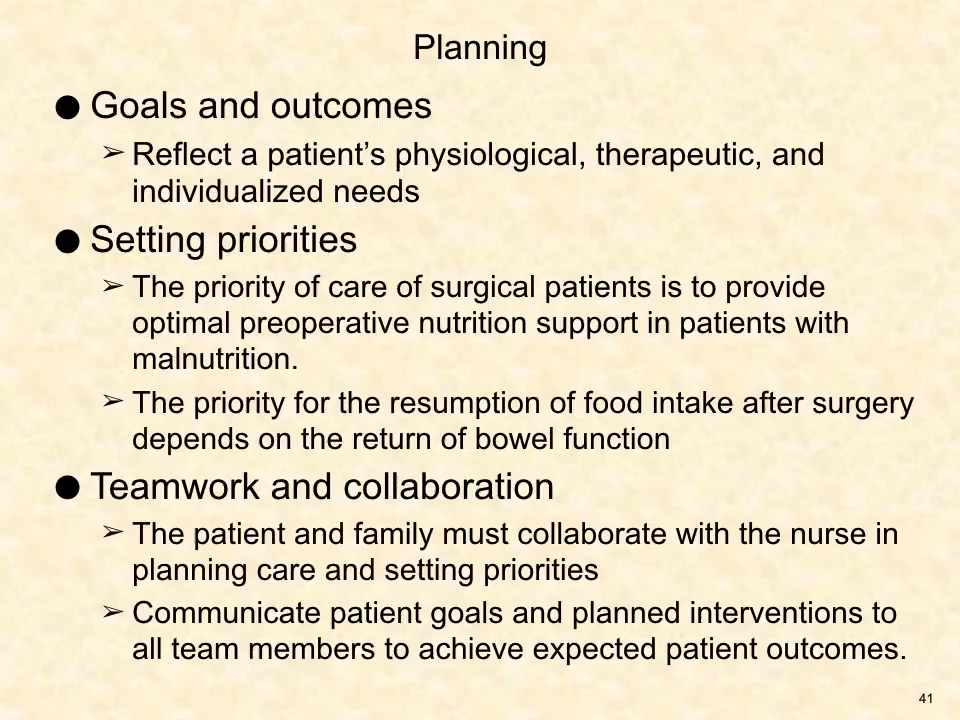 Planning
● Goals and outcomes
➢ Reflect a patient’s physiological, therapeutic, and
individualized needs
● Setting priorities
➢ The priority of care of surgical patients is to provide
optimal preoperative nutrition support in patients with
malnutrition.
➢ The priority for the resumption of food intake after surgery
depends on the return of bowel function
● Teamwork and collaboration
➢ The patient and family must collaborate with the nurse in
planning care and setting priorities
➢ Communicate patient goals and planned interventions to
all team members to achieve expected patient outcomes.
41